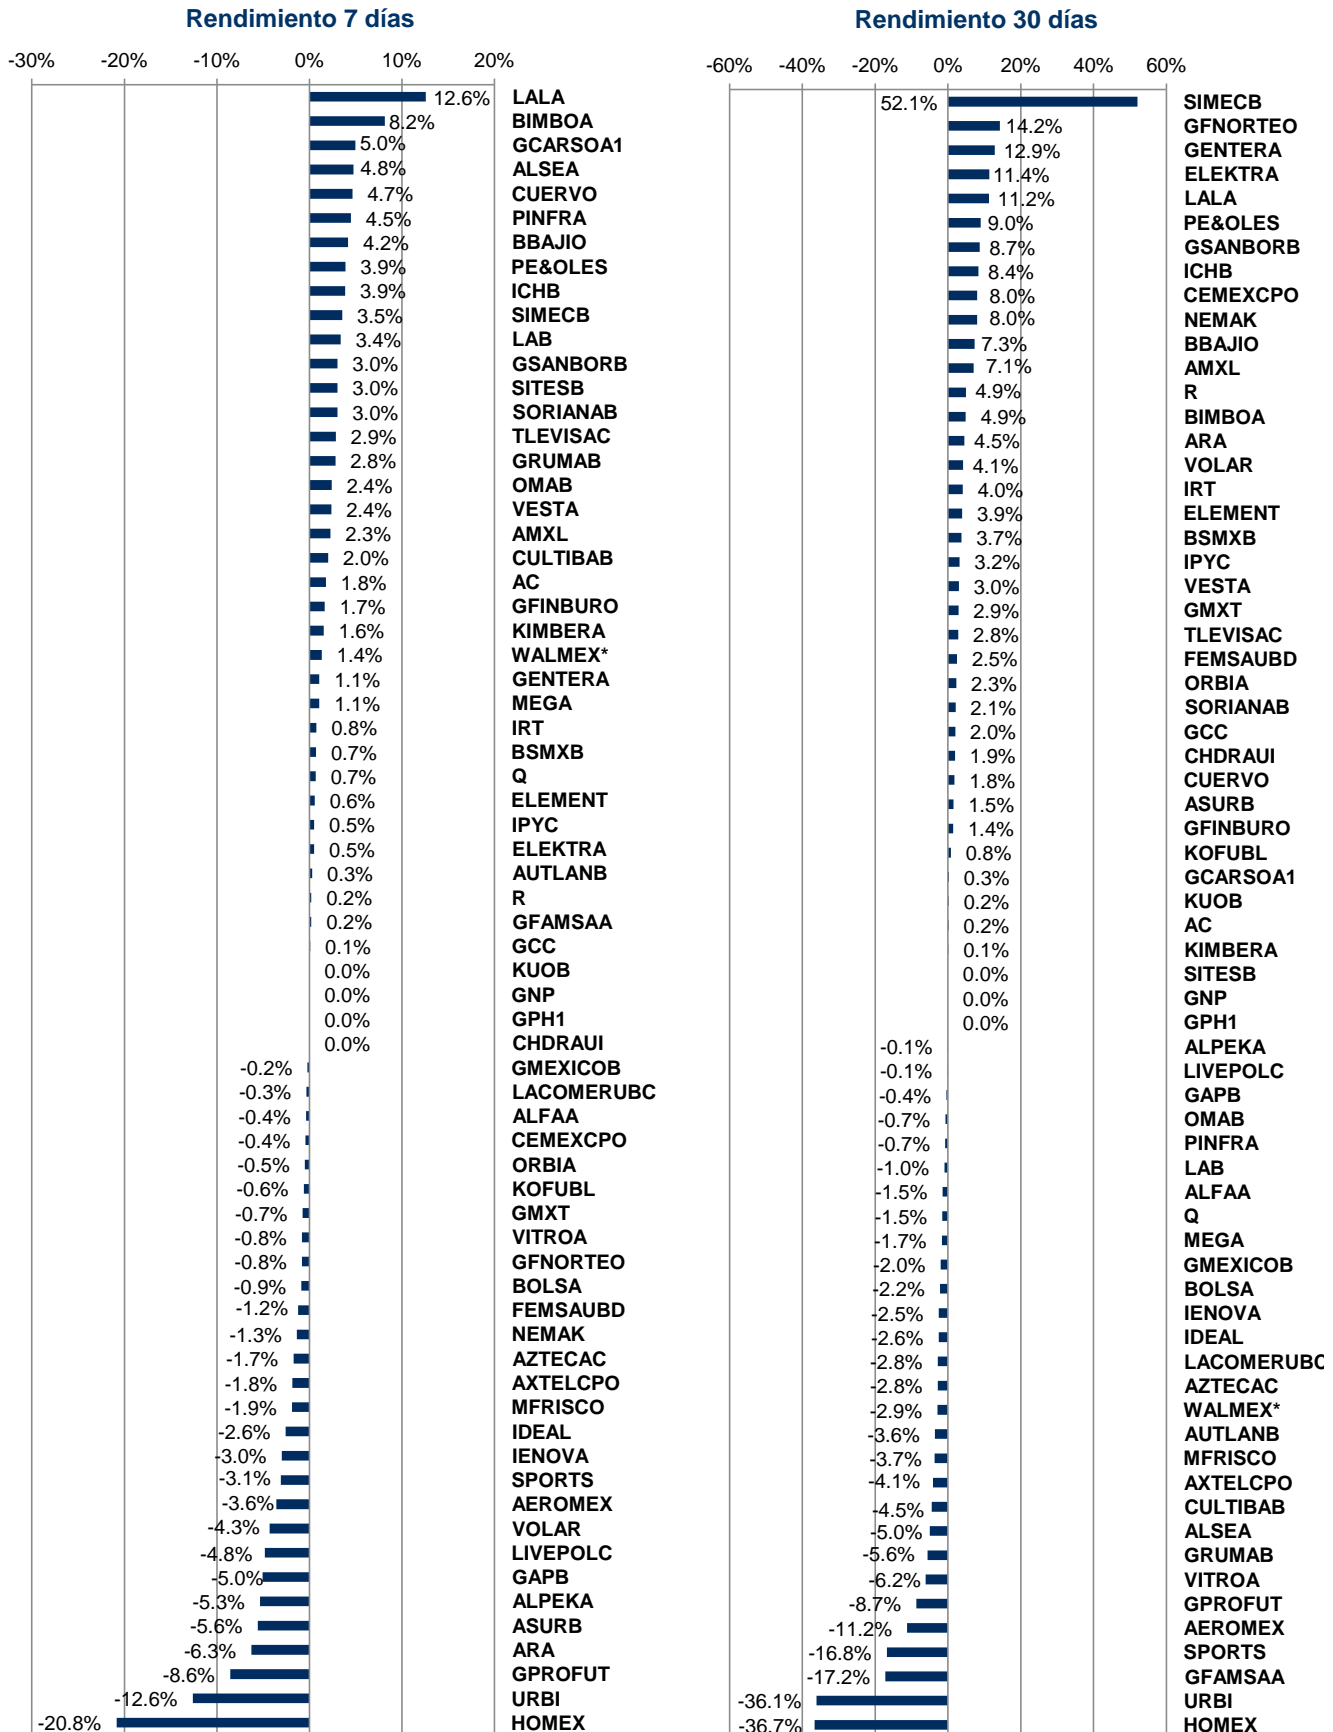 Rendimiento 7 días
-30% -20% -10% 0% 10% 20%
12.6% LALA
8.2% BIMBOA
5.0% GCARSOA1
4.8% ALSEA
4.7% CUERVO
4.5% PINFRA
4.2% BBAJIO
3.9% PE&OLES
3.9% ICHB
3.5% SIMECB
3.4% LAB
3.0% GSANBORB
3.0% SITESB
3.0% SORIANAB
2.9% TLEVISAC
2.8% GRUMAB
2.4% OMAB
2.4% VESTA
2.3% AMXL
2.0% CULTIBAB
1.8% AC
1.7% GFINBURO
1.6% KIMBERA
1.4% WALMEX*
1.1% GENTERA
1.1% MEGA
0.8% IRT
0.7% BSMXB
0.7% Q
0.6% ELEMENT
0.5% IPYC
0.5% ELEKTRA
0.3% AUTLANB
0.2% R
0.2% GFAMSAA
0.1% GCC
0.0% KUOB
0.0% GNP
0.0% GPH1
0.0% CHDRAUI
-0.2% GMEXICOB
-0.3% LACOMERUBC
-0.4% ALFAA
-0.4% CEMEXCPO
-0.5% ORBIA
-0.6% KOFUBL
-0.7% GMXT
-0.8% VITROA
-0.8% GFNORTEO
-0.9% BOLSA
-1.2% FEMSAUBD
-1.3% NEMAK
-1.7% AZTECAC
-1.8% AXTELCPO
-1.9% MFRISCO
-2.6% IDEAL
-3.0% IENOVA
-3.1% SPORTS
-3.6% AEROMEX
-4.3% VOLAR
-4.8% LIVEPOLC
-5.0% GAPB
-5.3% ALPEKA
-5.6% ASURB
-6.3% ARA
-8.6% GPROFUT
-12.6% URBI
-20.8% HOMEX
Rendimiento 30 días
-60% -40% -20% 0% 20% 40% 60%
52.1% SIMECB
14.2% GFNORTEO
12.9% GENTERA
11.4% ELEKTRA
11.2% LALA
9.0% PE&OLES
8.7% GSANBORB
8.4% ICHB
8.0% CEMEXCPO
8.0% NEMAK
7.3% BBAJIO
7.1% AMXL
4.9% R
4.9% BIMBOA
4.5% ARA
4.1% VOLAR
4.0% IRT
3.9% ELEMENT
3.7% BSMXB
3.2% IPYC
3.0% VESTA
2.9% GMXT
2.8% TLEVISAC
2.5% FEMSAUBD
2.3% ORBIA
2.1% SORIANAB
2.0% GCC
1.9% CHDRAUI
1.8% CUERVO
1.5% ASURB
1.4% GFINBURO
0.8% KOFUBL
0.3% GCARSOA1
0.2% KUOB
0.2% AC
0.1% KIMBERA
0.0% SITESB
0.0% GNP
0.0% GPH1
-0.1% ALPEKA
-0.1% LIVEPOLC
-0.4% GAPB
-0.7% OMAB
-0.7% PINFRA
-1.0% LAB
-1.5% ALFAA
-1.5% Q
-1.7% MEGA
-2.0% GMEXICOB
-2.2% BOLSA
-2.5% IENOVA
-2.6% IDEAL
-2.8% LACOMERUBC
-2.8% AZTECAC
-2.9% WALMEX*
-3.6% AUTLANB
-3.7% MFRISCO
-4.1% AXTELCPO
-4.5% CULTIBAB
-5.0% ALSEA
-5.6% GRUMAB
-6.2% VITROA
-8.7% GPROFUT
-11.2% AEROMEX
-16.8% SPORTS
-17.2% GFAMSAA
-36.1% URBI
-36.7% HOMEX